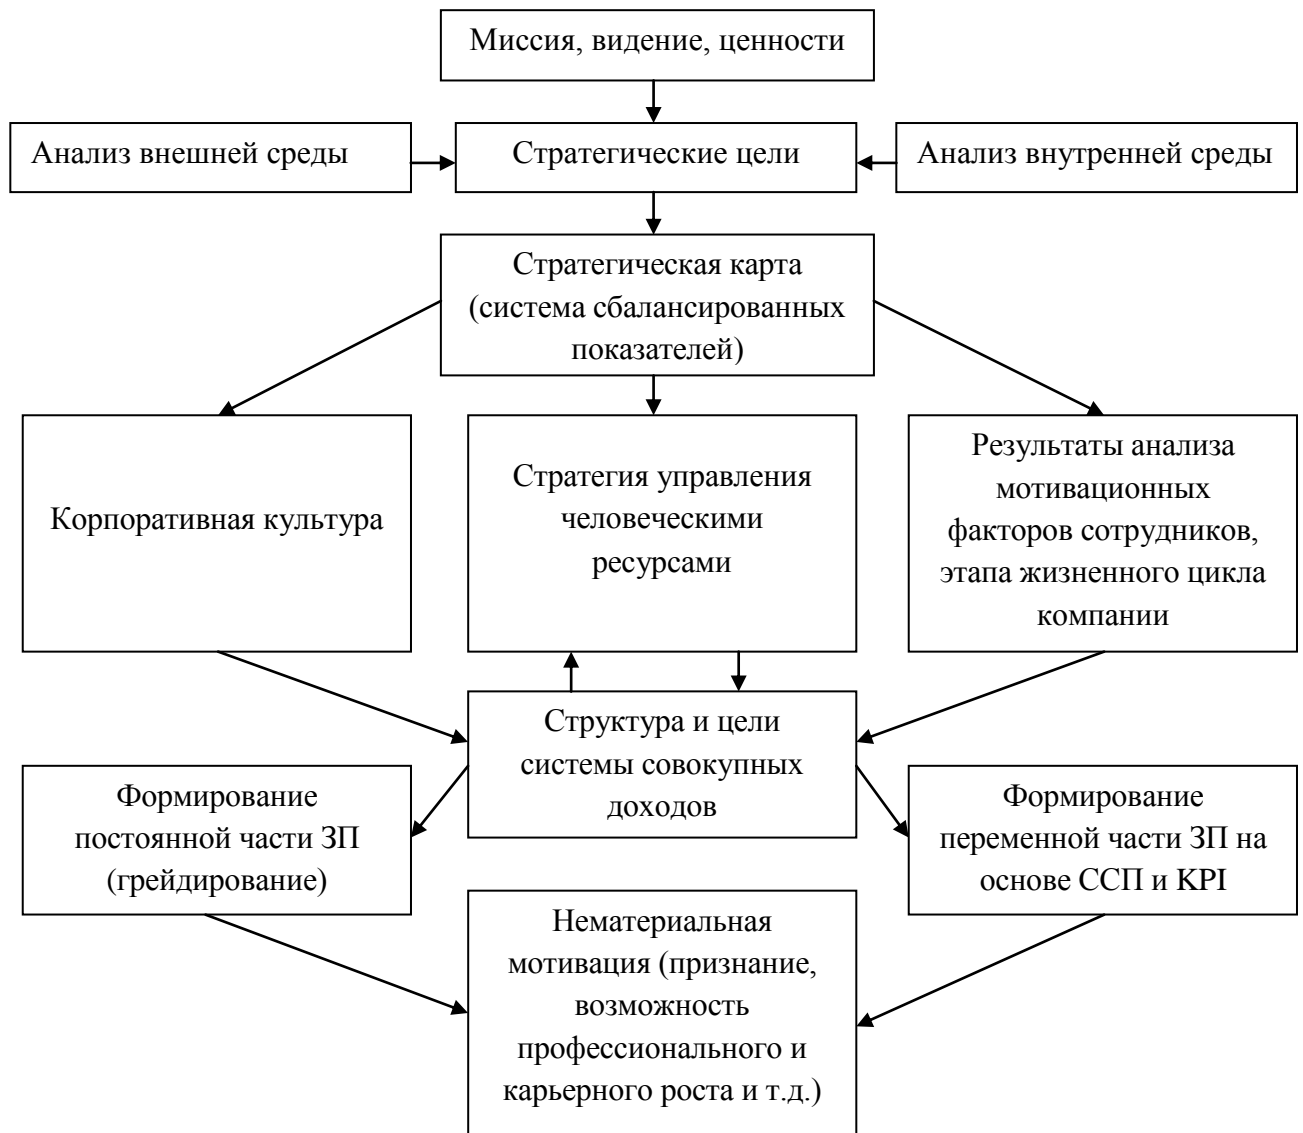 Миссия, видение, ценности
Анализ внешней среды
Стратегические цели
Анализ внутренней среды
Стратегическая карта
(система сбалансированных
показателей)
Корпоративная культура
Стратегия управления
человеческими
ресурсами
Результаты анализа
мотивационных
факторов сотрудников,
этапа жизненного цикла
компании
Структура и цели
системы совокупных
доходов
Формирование
постоянной части ЗП
(грейдирование)
Формирование
переменной части ЗП на
основе ССП и KPI
Нематериальная
мотивация (признание,
возможность
профессионального и
карьерного роста и т.д.)